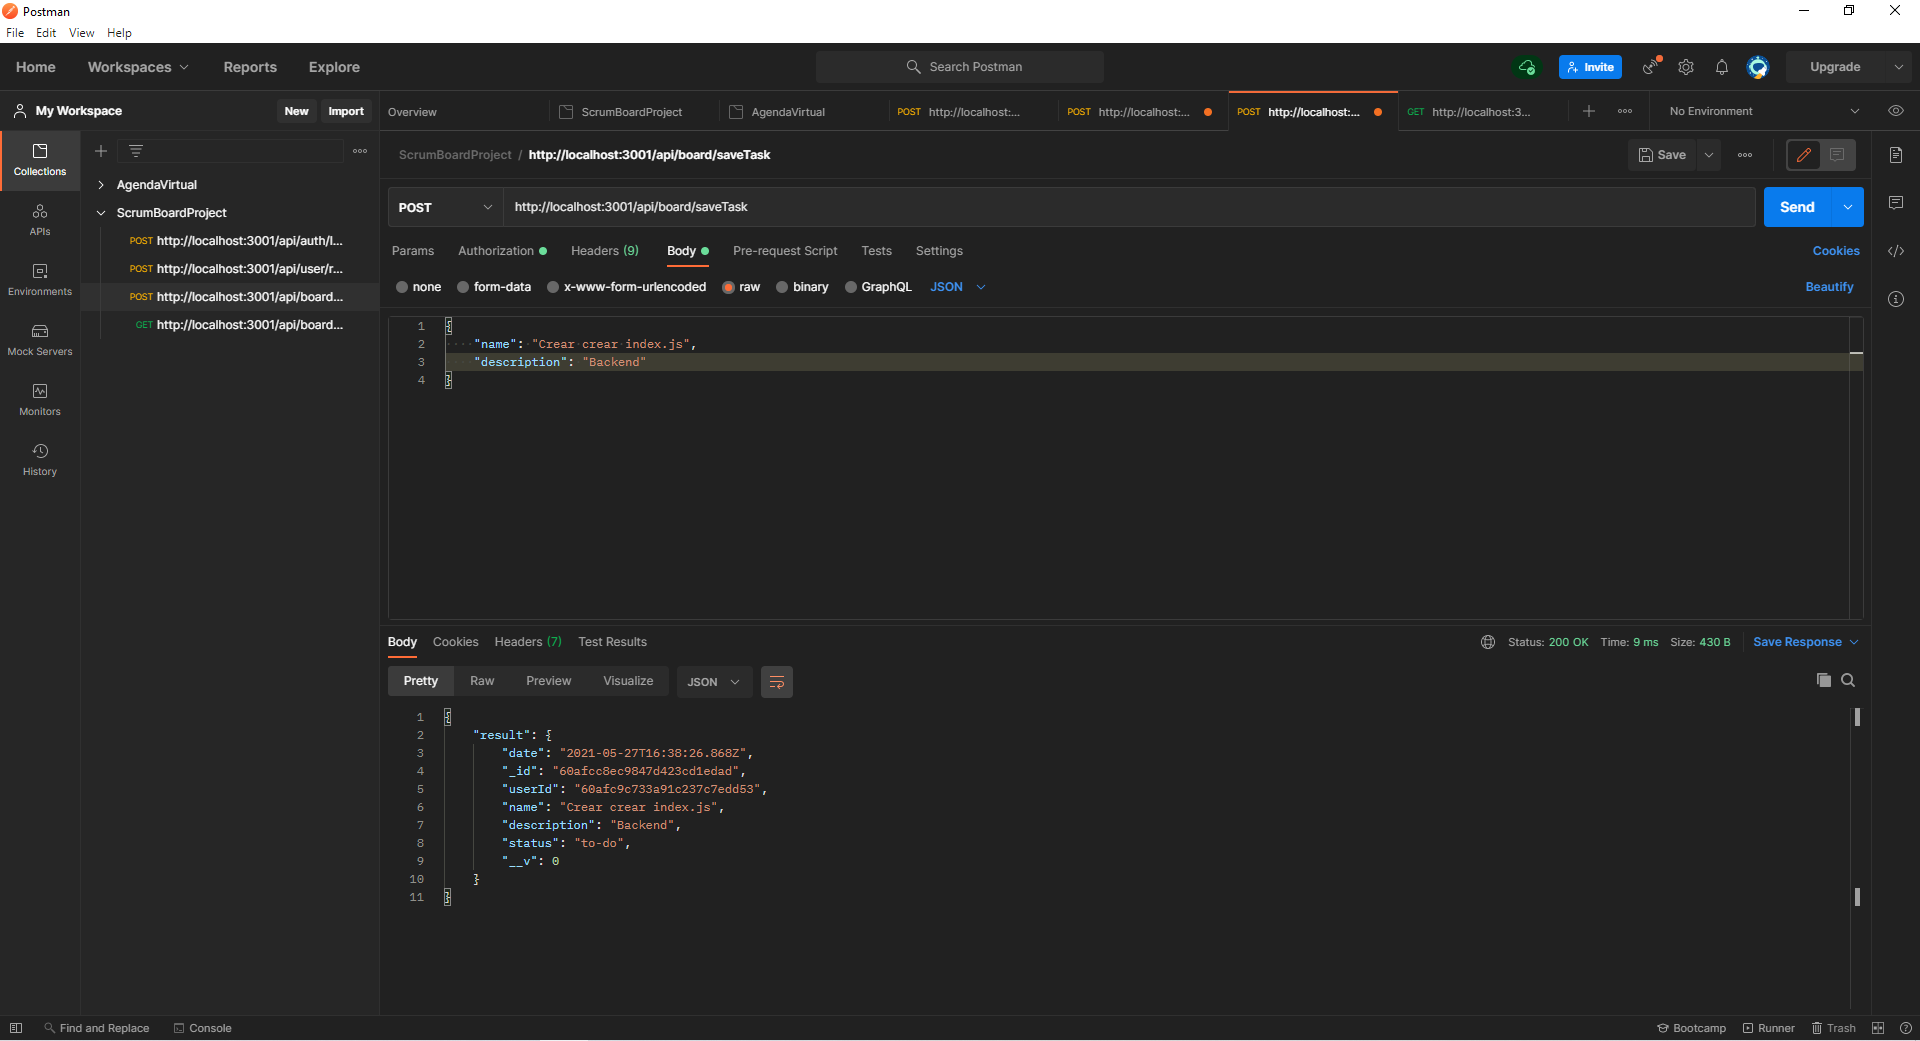 Postman
File Edit View Help
Home Workspaces Reports Explore Search Postman Invite Upgrade
My Workspace New Import Overview ScrumBoardProject AgendaVirtual POST http://localhost:... POST http://localhost:... POST http://localhost:... GET http://localhost:3... No Environment
Collections
APIs
Environments
Mock Servers
Monitors
History
AgendaVirtual
ScrumBoardProject
POST http://localhost:3001/api/auth/l...
POST http://localhost:3001/api/user/r...
POST http://localhost:3001/api/board...
GET http://localhost:3001/api/board...
ScrumBoardProject / http://localhost:3001/api/board/saveTask Save
POST http://localhost:3001/api/board/saveTask Send
Params Authorization Headers (9) Body Pre-request Script Tests Settings Cookies
none form-data x-www-form-urlencoded raw binary GraphQL JSON Beautify
1 {
2 "name": "Crear crear index.js",
3 "description": "Backend"
4 }
Body Cookies Headers (7) Test Results Status: 200 OK Time: 9 ms Size: 430 B Save Response
Pretty Raw Preview Visualize JSON
1 {
2 "result": {
3 "date": "2021-05-27T16:38:26.868Z",
4 "_id": "60afcc8ec9847d423cd1edad",
5 "userId": "60afc9c733a91c237c7edd53",
6 "name": "Crear crear index.js",
7 "description": "Backend",
8 "status": "to-do",
9 "__v": 0
10 }
11 }
Find and Replace Console Bootcamp Runner Trash